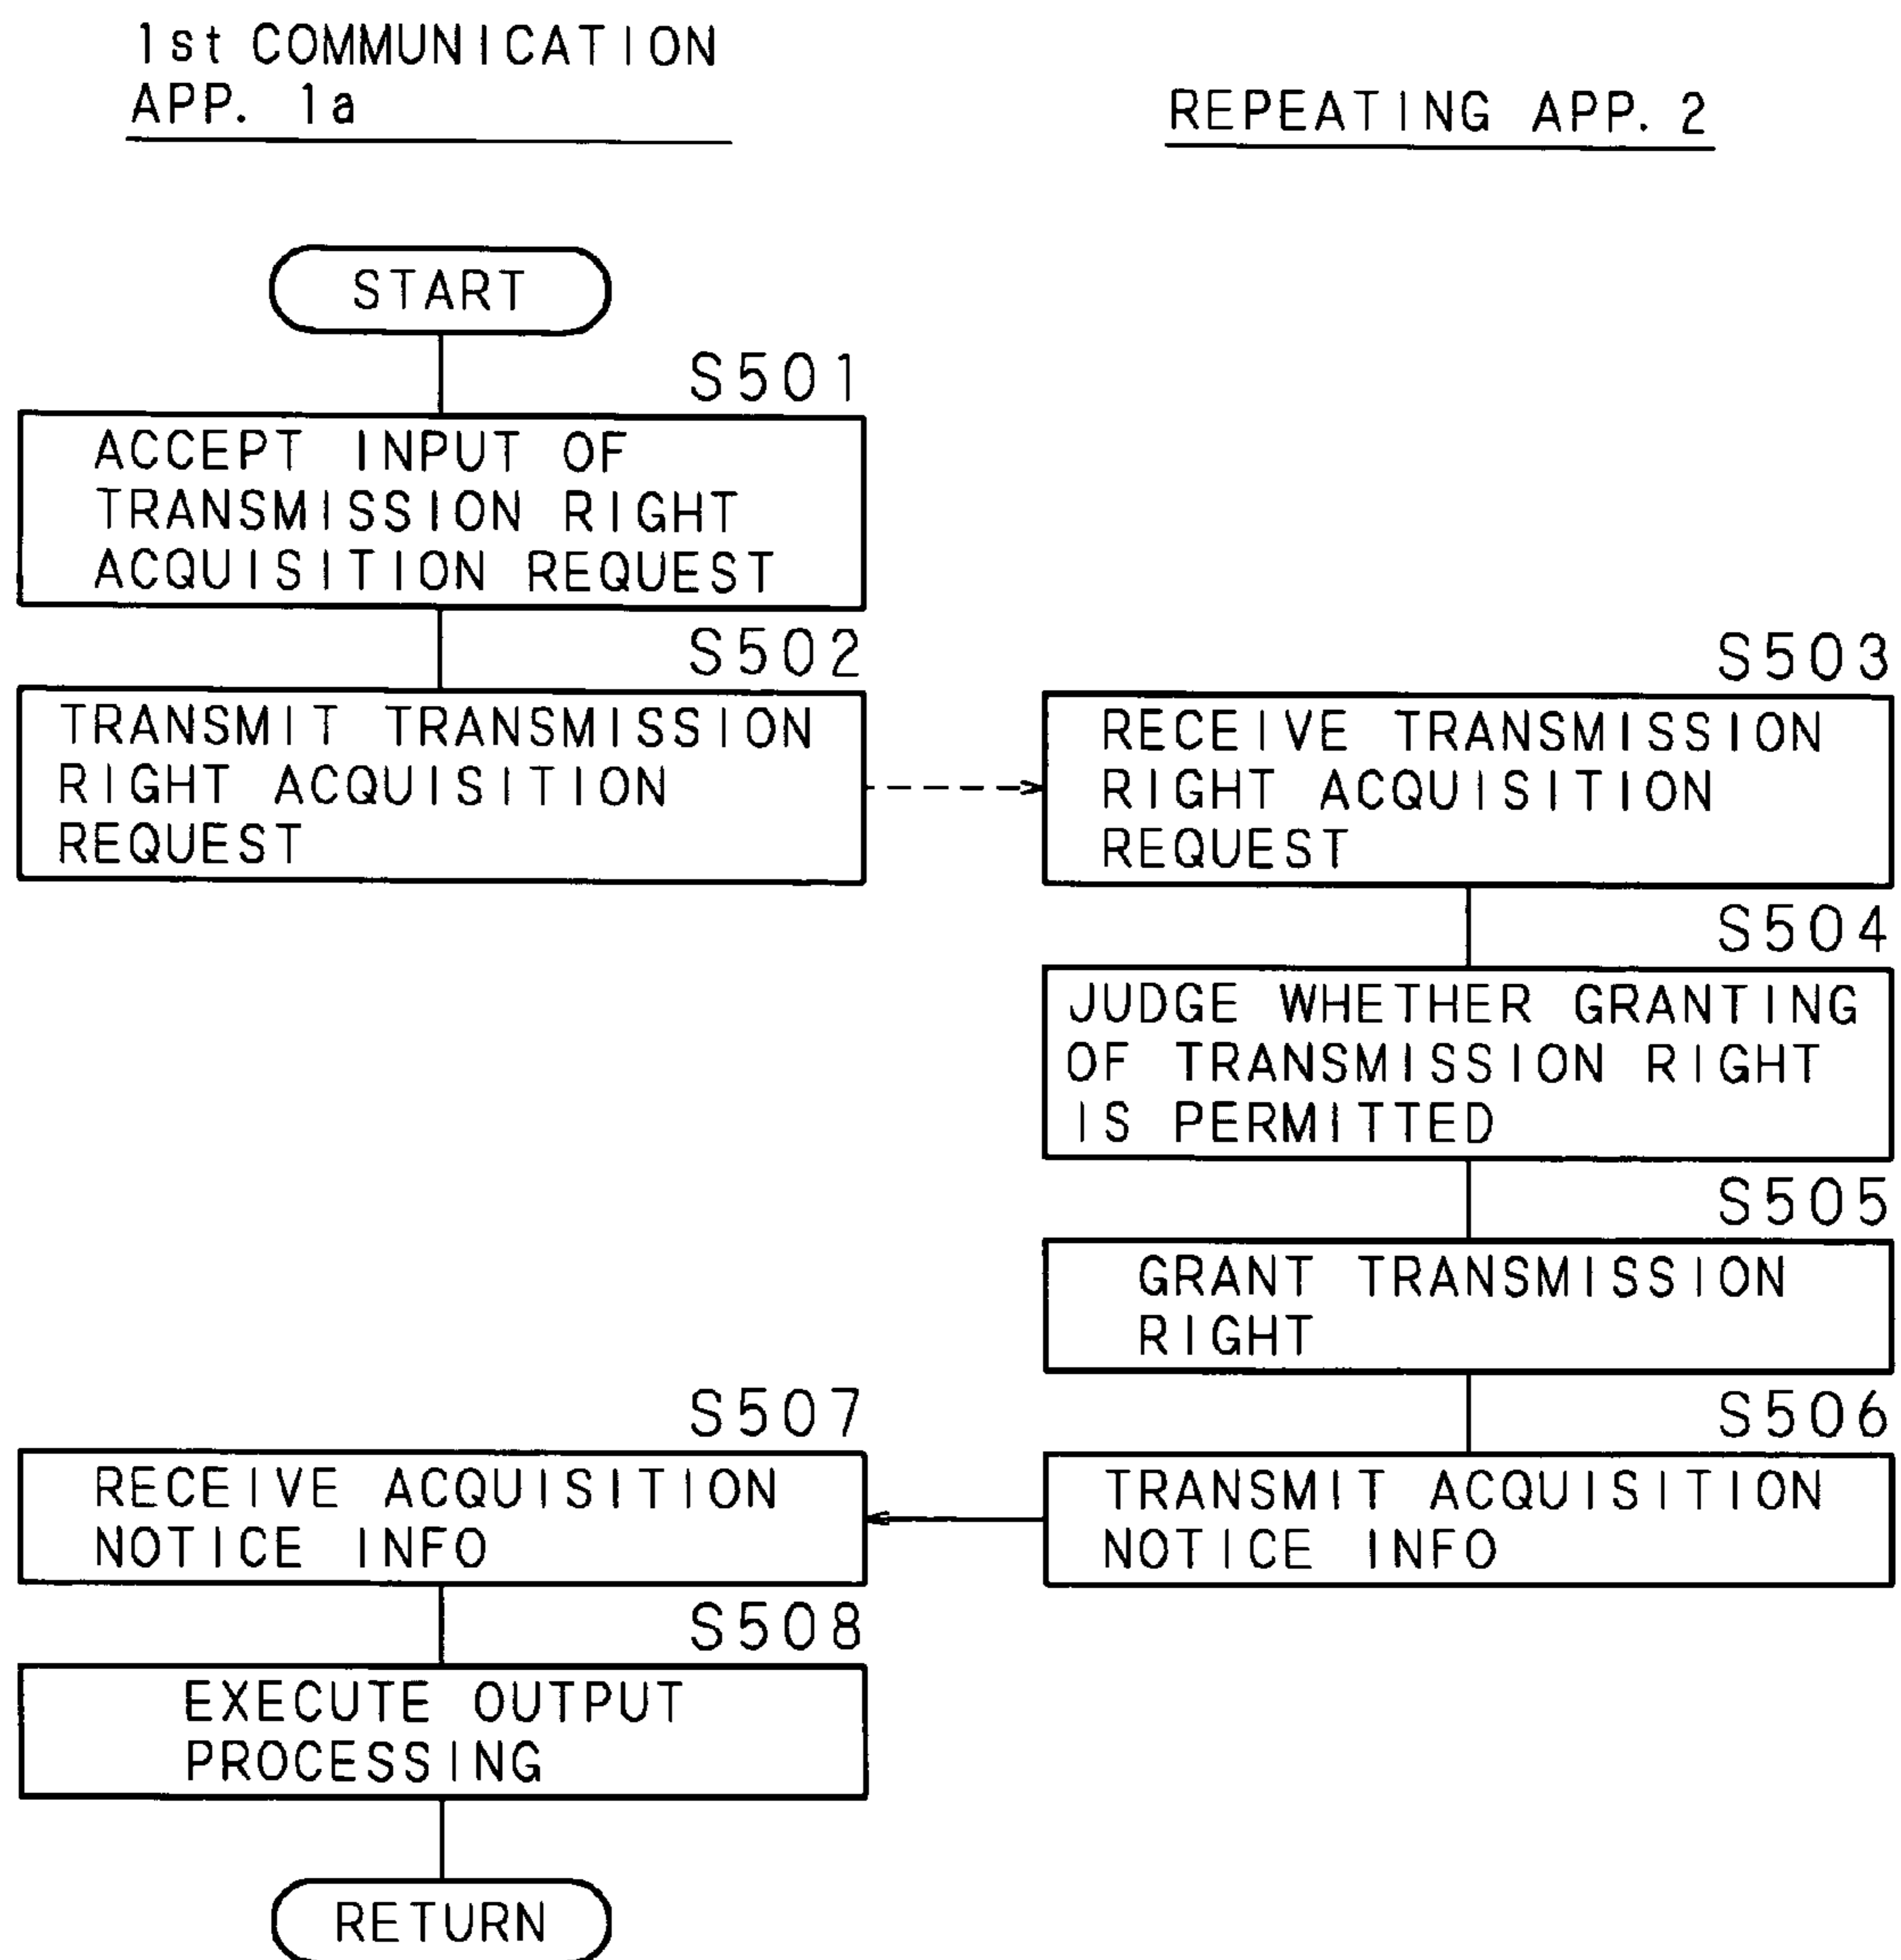 1st COMMUNICATION
APP. 1a
REPEATING APP. 2
START
S501
ACCEPT INPUT OF
TRANSMISSION RIGHT
ACQUISITION REQUEST
S502
TRANSMIT TRANSMISSION
RIGHT ACQUISITION
REQUEST
S503
RECEIVE TRANSMISSION
RIGHT ACQUISITION
REQUEST
S504
JUDGE WHETHER GRANTING
OF TRANSMISSION RIGHT
IS PERMITTED
S505
GRANT TRANSMISSION
RIGHT
S506
TRANSMIT ACQUISITION
NOTICE INFO
S507
RECEIVE ACQUISITION
NOTICE INFO
S508
EXECUTE OUTPUT
PROCESSING
RETURN